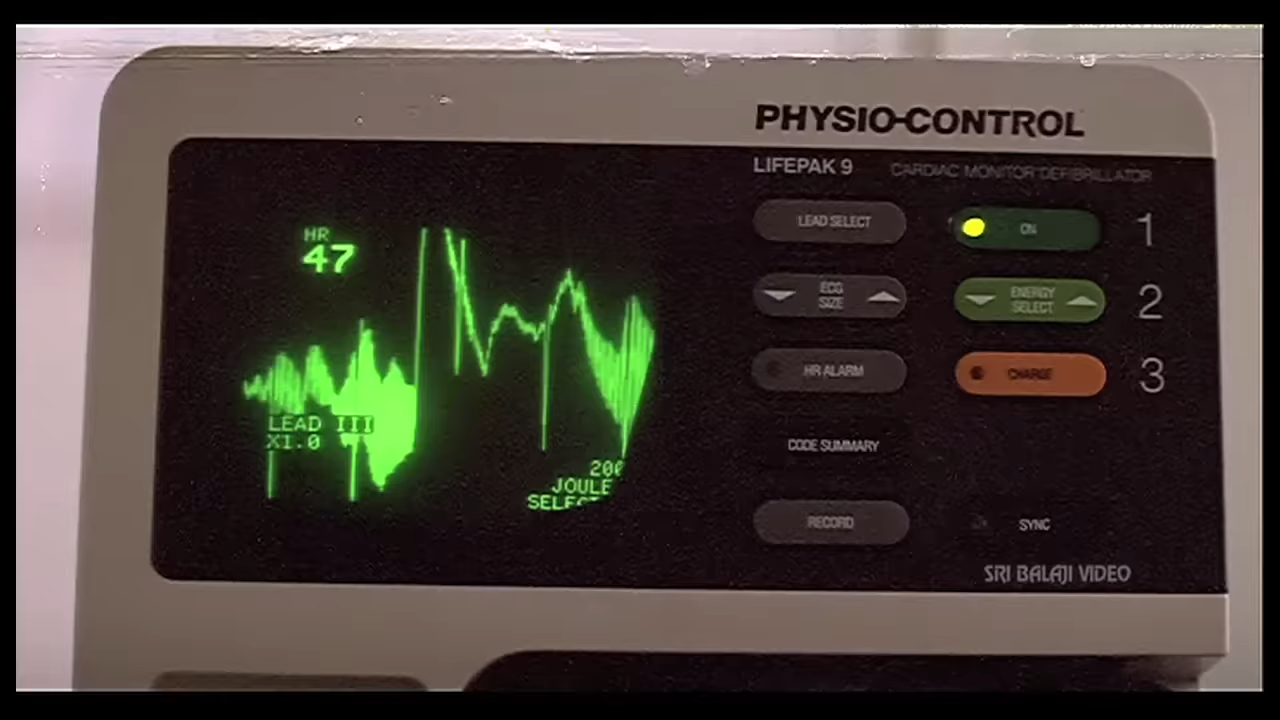 PHYSIO-CONTROL
LIFEPAK 9 CARDIAC MONITOR DEFIBRILLATOR
HR
47
LEAD III
X1.0
200
JOULE
SELECT
LEAD SELECT
ON
1
ECG
SIZE
ENERGY
SELECT
2
HR ALARM
CHARGE
3
CODE SUMMARY
RECORD
SYNC
SRI BALAJI VIDEO